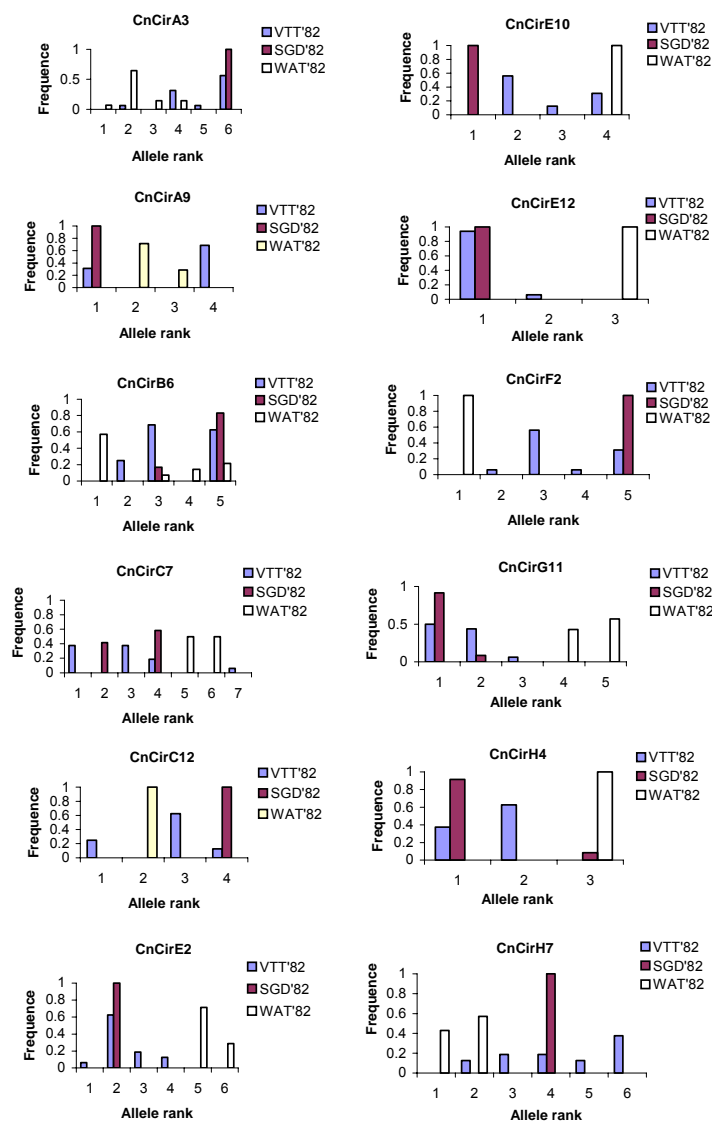 CnCirA3
Frequence
1
0.5
0
1 2 3 4 5 6
Allele rank
VTT'82
SGD'82
WAT'82
CnCirE10
Frequence
1
0.8
0.6
0.4
0.2
0
1 2 3 4
Allele rank
VTT'82
SGD'82
WAT'82
CnCirA9
Frequence
1
0.8
0.6
0.4
0.2
0
1 2 3 4
Allele rank
VTT'82
SGD'82
WAT'82
CnCirE12
Frequence
1
0.8
0.6
0.4
0.2
0
1 2 3
Allele rank
VTT'82
SGD'82
WAT'82
CnCirB6
Frequence
1
0.8
0.6
0.4
0.2
0
1 2 3 4 5
Allele rank
VTT'82
SGD'82
WAT'82
CnCirF2
Frequence
1
0.8
0.6
0.4
0.2
0
1 2 3 4 5
Allele rank
VTT'82
SGD'82
WAT'82
CnCirC7
Frequence
1
0.8
0.6
0.4
0.2
0
1 2 3 4 5 6 7
Allele rank
VTT'82
SGD'82
WAT'82
CnCirG11
Frequence
1
0.5
0
1 2 3 4 5
Allele rank
VTT'82
SGD'82
WAT'82
CnCirC12
Frequence
1
0.8
0.6
0.4
0.2
0
1 2 3 4
Allele rank
VTT'82
SGD'82
WAT'82
CnCirH4
Frequence
1
0.8
0.6
0.4
0.2
0
1 2 3
Allele rank
VTT'82
SGD'82
WAT'82
CnCirE2
Frequence
1
0.8
0.6
0.4
0.2
0
1 2 3 4 5 6
Allele rank
VTT'82
SGD'82
WAT'82
CnCirH7
Frequence
1
0.8
0.6
0.4
0.2
0
1 2 3 4 5 6
Allele rank
VTT'82
SGD'82
WAT'82